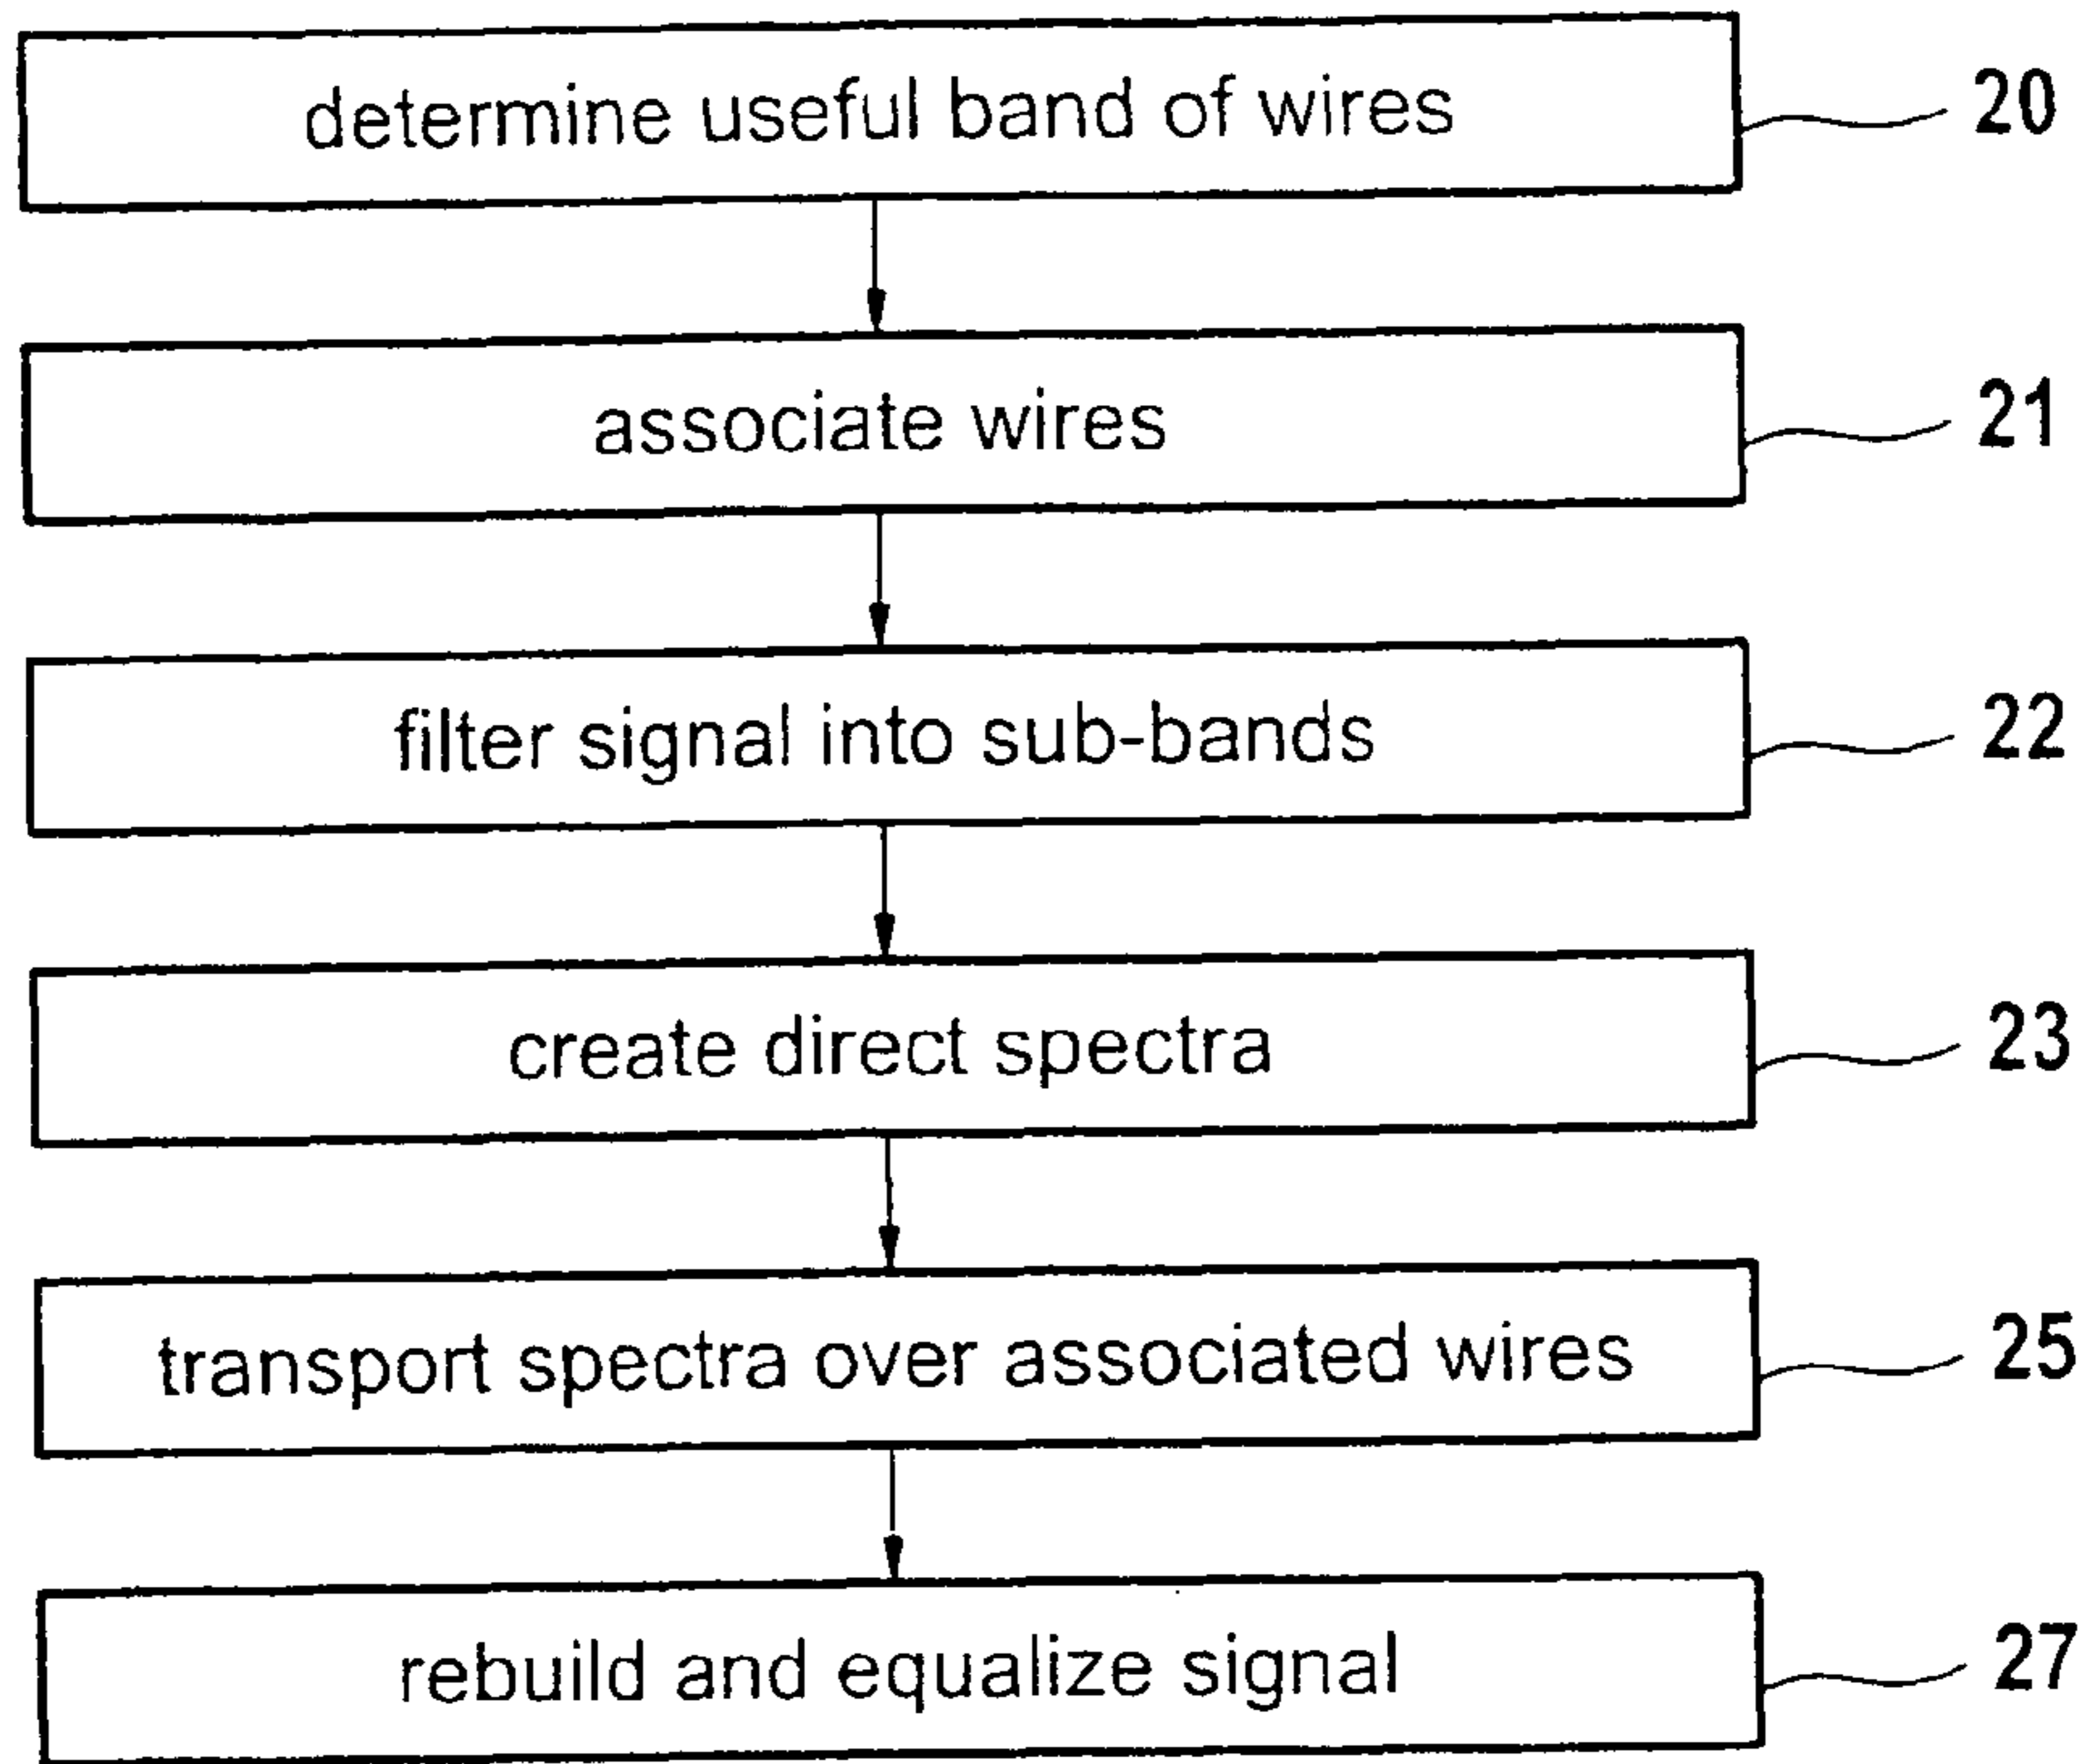 determine useful band of wires 20
associate wires 21
filter signal into sub-bands 22
create direct spectra 23
transport spectra over associated wires 25
rebuild and equalize signal 27